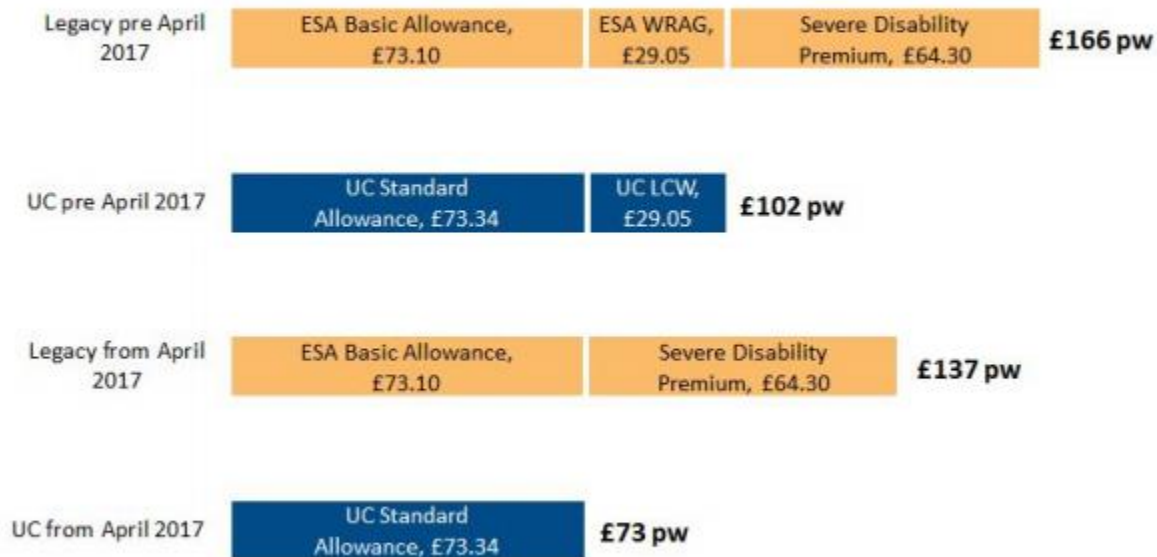 Legacy pre April
2017
ESA Basic Allowance,
£73.10
ESA WRAG,
£29.05
Severe Disability
Premium, £64.30
£166 pw
UC pre April 2017
UC Standard
Allowance, £73.34
UC LCW,
£29.05
£102 pw
Legacy from April
2017
ESA Basic Allowance,
£73.10
Severe Disability
Premium, £64.30
£137 pw
UC from April 2017
UC Standard
Allowance, £73.34
£73 pw